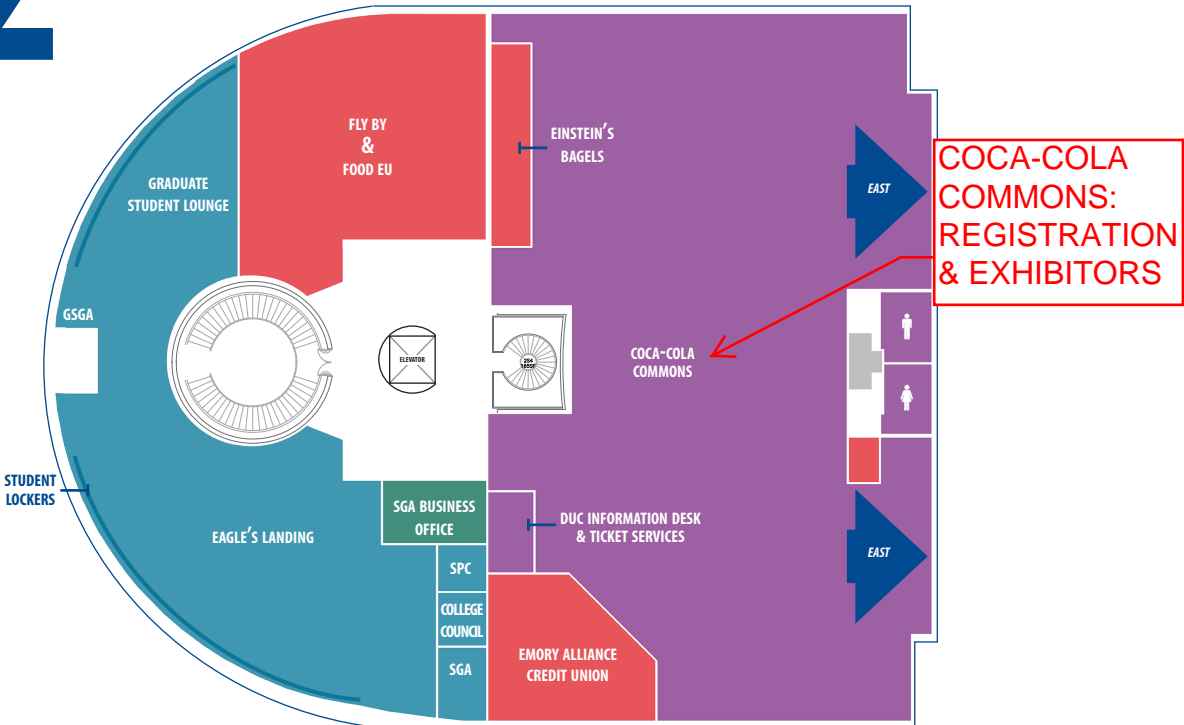 FLY BY
&
FOOD EU
EINSTEIN'S
BAGELS
GRADUATE
STUDENT LOUNGE
EAST
COCA-COLA
COMMONS:
REGISTRATION
& EXHIBITORS
GSGA
ELEVATOR
2S4
165SF
COCA-COLA
COMMONS
STUDENT
LOCKERS
EAGLE'S LANDING
SGA BUSINESS
OFFICE
DUC INFORMATION DESK
& TICKET SERVICES
EAST
SPC
COLLEGE
COUNCIL
SGA
EMORY ALLIANCE
CREDIT UNION